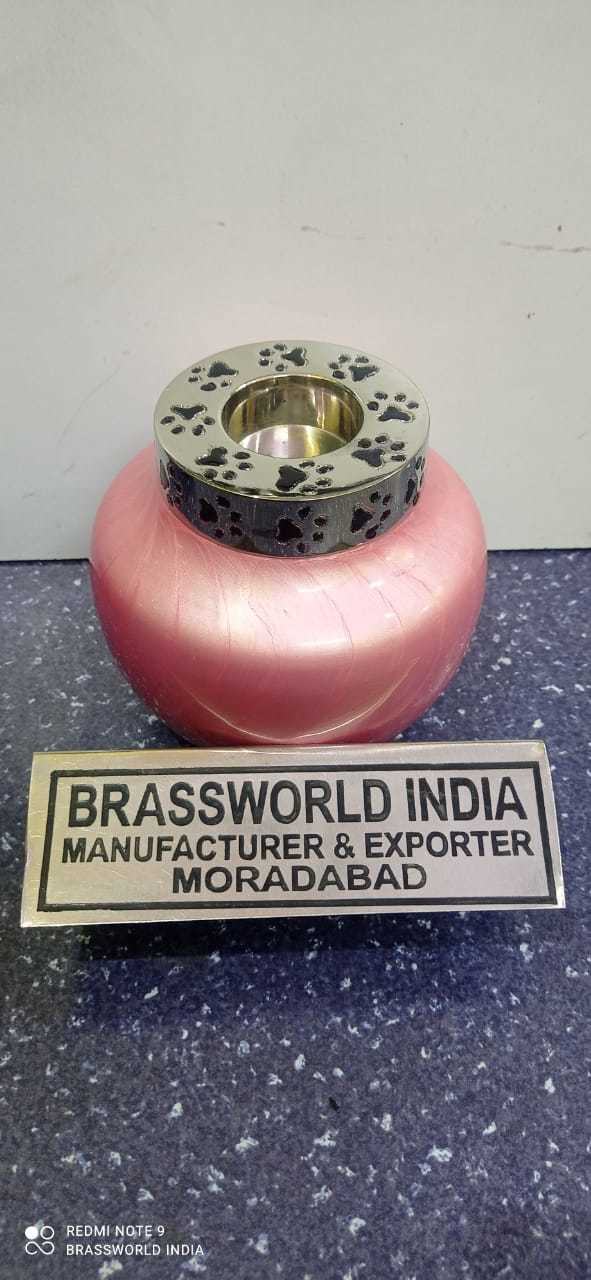 BRASSWORLD INDIA
MANUFACTURER & EXPORTER
MORADABAD
REDMI NOTE 9
BRASSWORLD INDIA